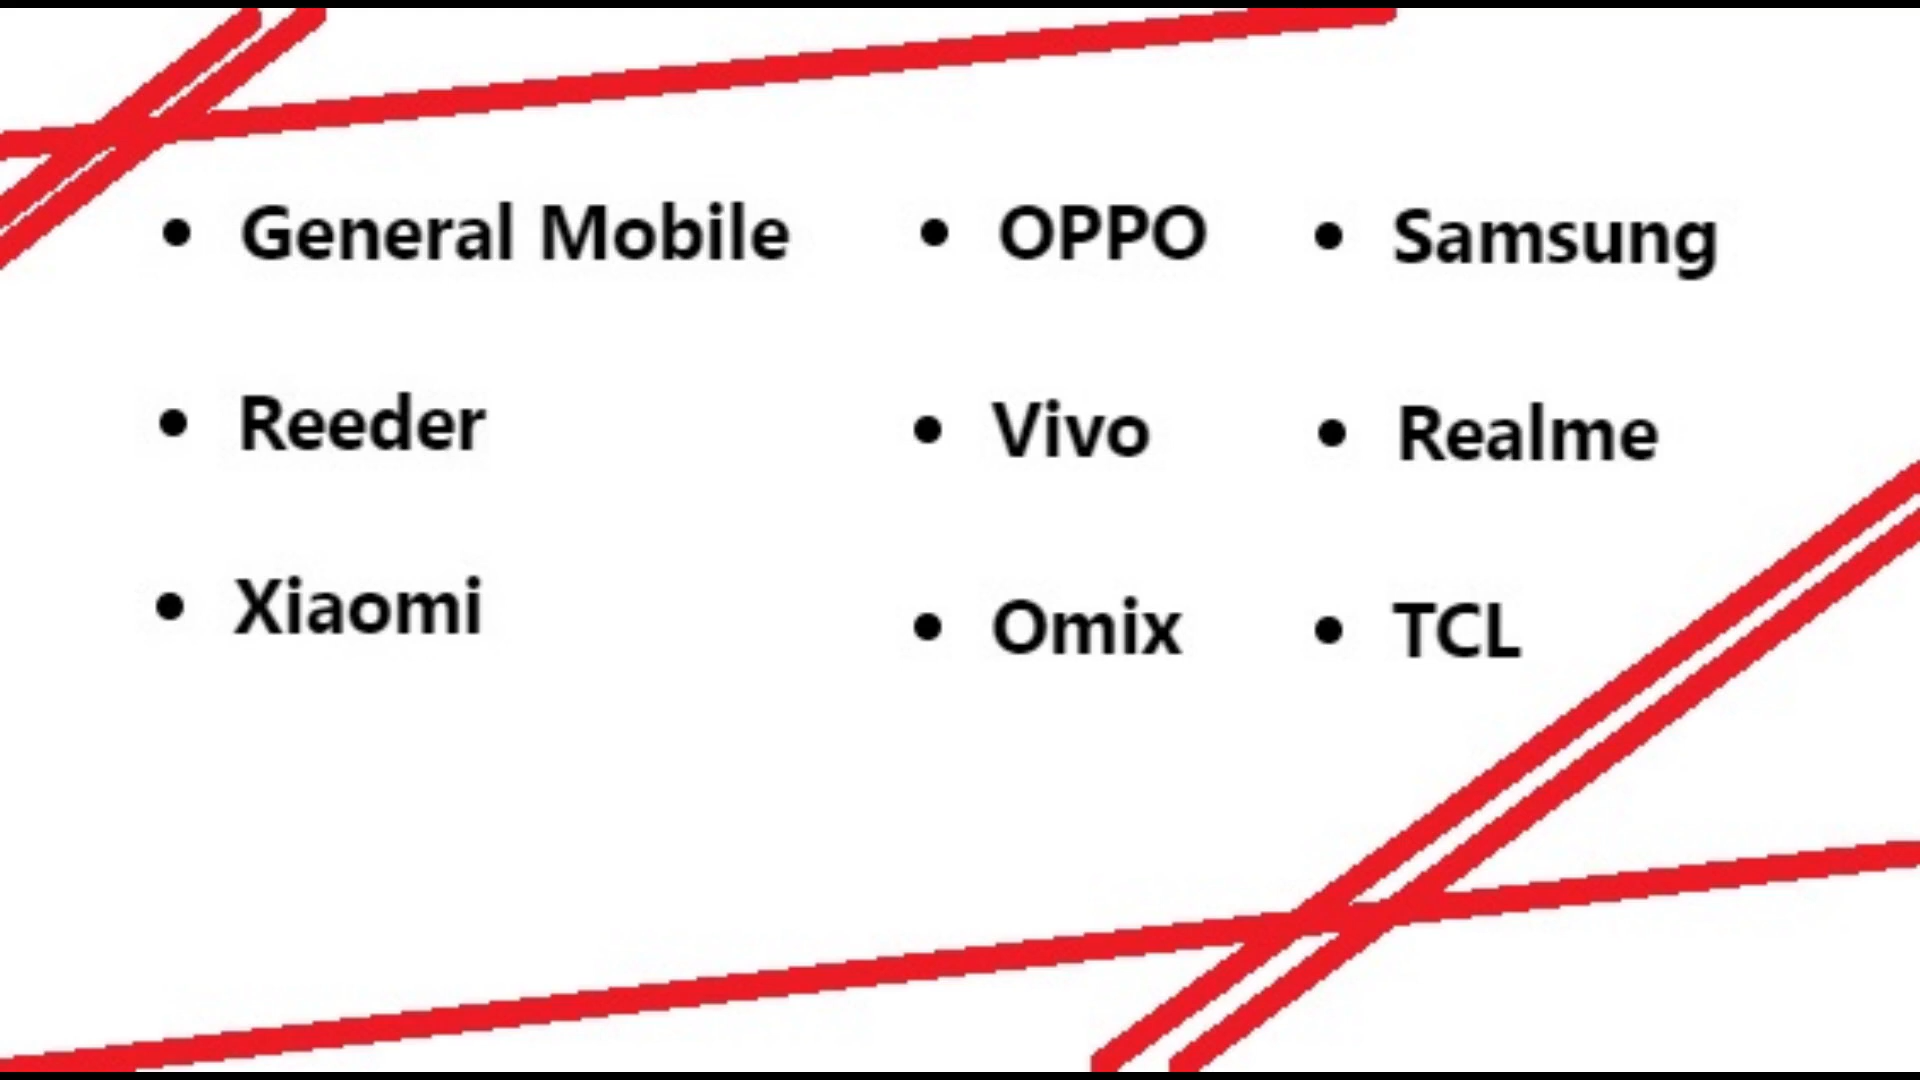 • General Mobile
• Reeder
• Xiaomi
• OPPO
• Vivo
• Omix
• Samsung
• Realme
• TCL